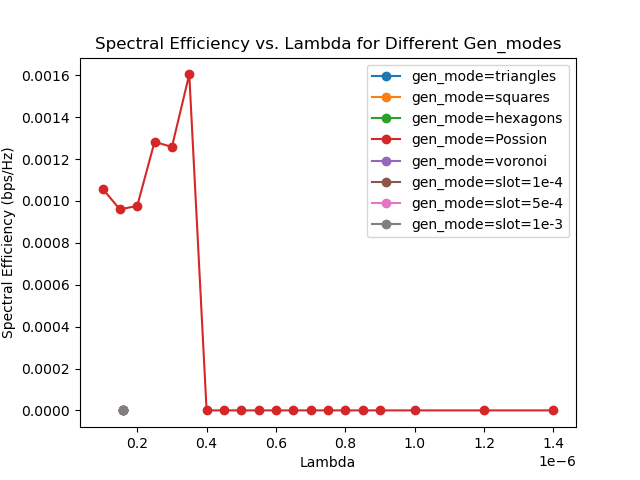 Spectral Efficiency vs. Lambda for Different Gen_modes
Spectral Efficiency (bps/Hz)
0.0016
0.0014
0.0012
0.0010
0.0008
0.0006
0.0004
0.0002
0.0000
gen_mode=triangles
gen_mode=squares
gen_mode=hexagons
gen_mode=Possion
gen_mode=voronoi
gen_mode=slot=1e-4
gen_mode=slot=5e-4
gen_mode=slot=1e-3
0.2 0.4 0.6 0.8 1.0 1.2 1.4
1e−6
Lambda